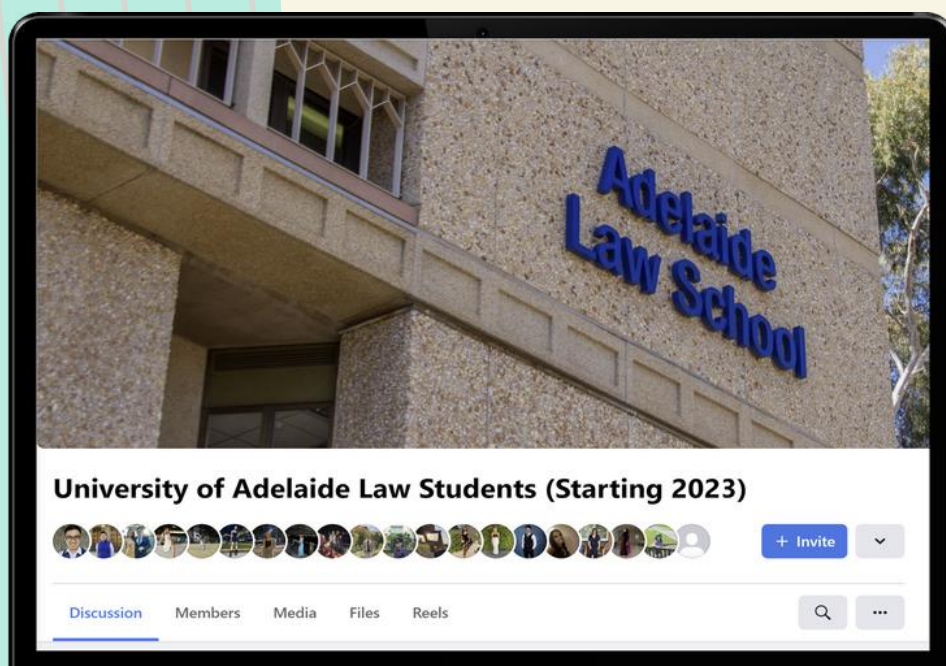 Adelaide
Law School
University of Adelaide Law Students (Starting 2023)
+ Invite
Discussion Members Media Files Reels
...